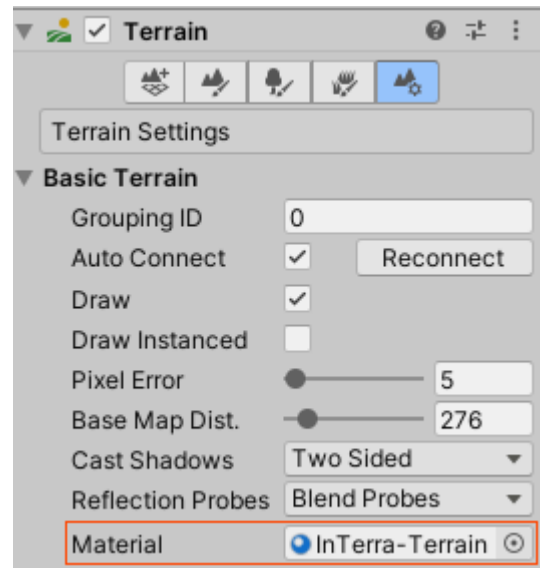 Terrain
Terrain Settings
Basic Terrain
Grouping ID 0
Auto Connect Reconnect
Draw
Draw Instanced
Pixel Error 5
Base Map Dist. 276
Cast Shadows Two Sided
Reflection Probes Blend Probes
Material InTerra-Terrain